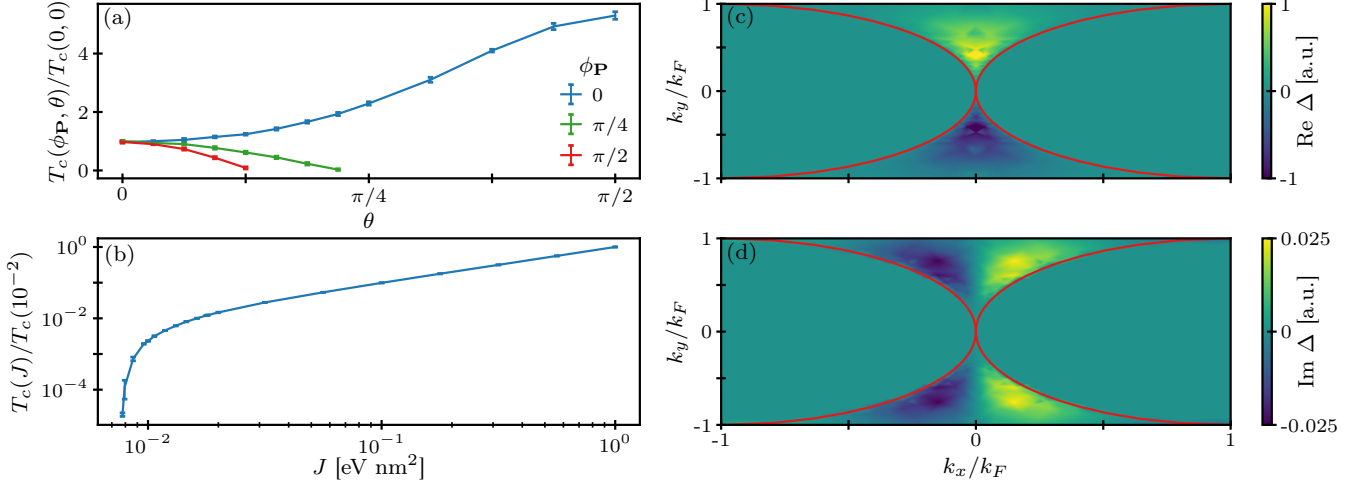 (a)
T_c(ϕ_P, θ)/T_c(0, 0)
4
2
0
ϕ_P
0
π/4
π/2
0
π/4
π/2
θ
(b)
T_c(J)/T_c(10^{-2})
10^0
10^{-2}
10^{-4}
10^{-2}
10^{-1}
10^0
J [eV nm^2]
(c)
k_y/k_F
1
0
-1
1
0
-1
Re Δ [a.u.]
(d)
k_y/k_F
1
0
-1
-1
0
1
k_x/k_F
0.025
0
-0.025
Im Δ [a.u.]